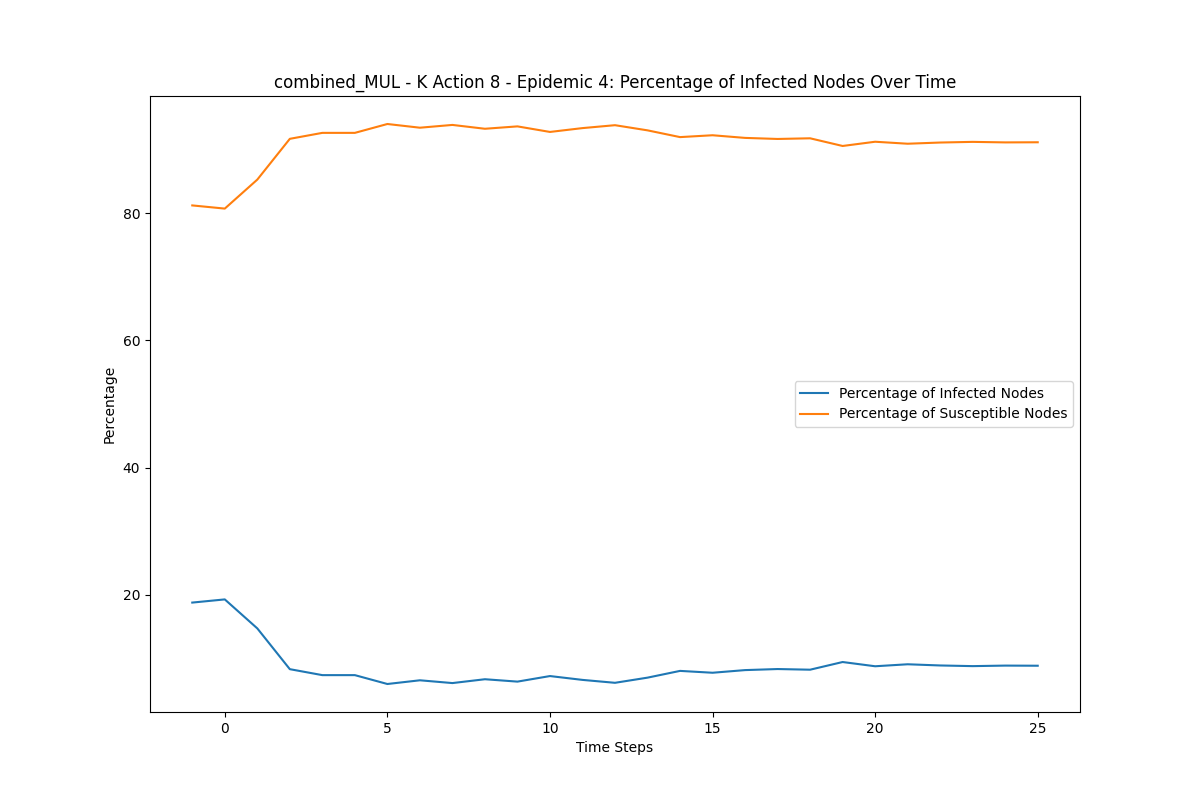 combined_MUL - K Action 8 - Epidemic 4: Percentage of Infected Nodes Over Time
80
60
40
20
Percentage
Percentage of Infected Nodes
Percentage of Susceptible Nodes
0 5 10 15 20 25
Time Steps